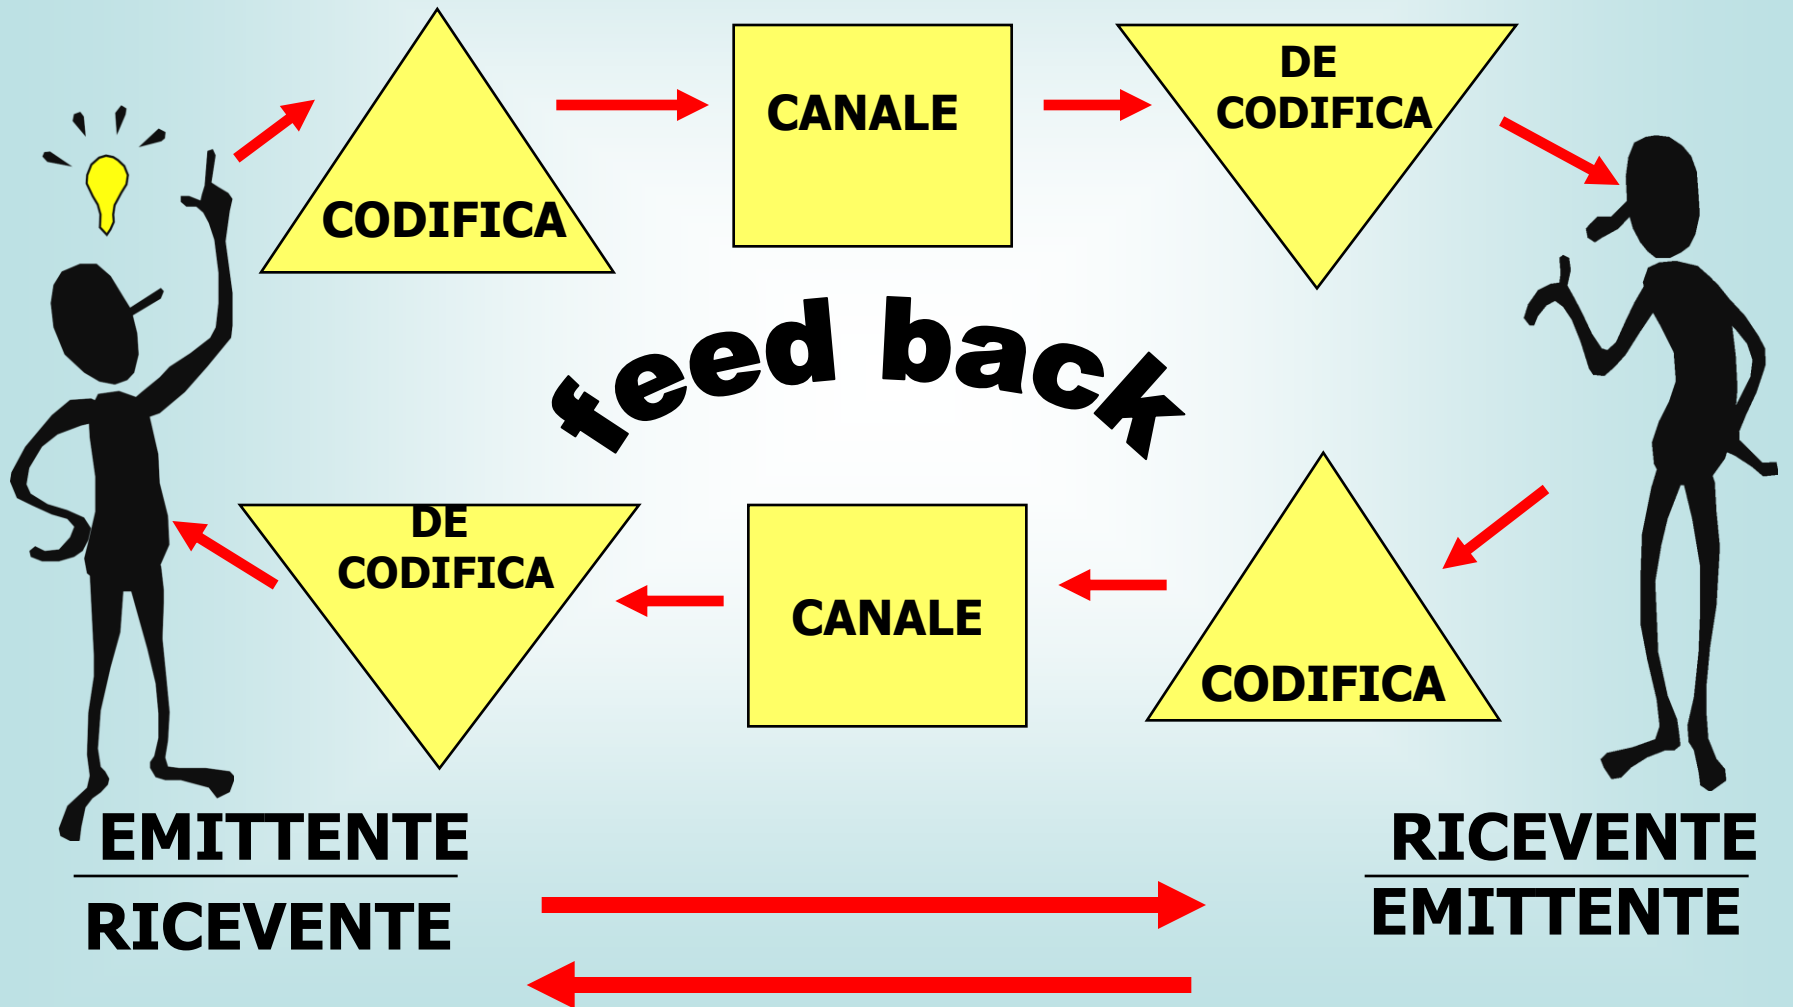 CODIFICA
CANALE
DE
CODIFICA
feed back
DE
CODIFICA
CANALE
CODIFICA
EMITTENTE
RICEVENTE
RICEVENTE
EMITTENTE